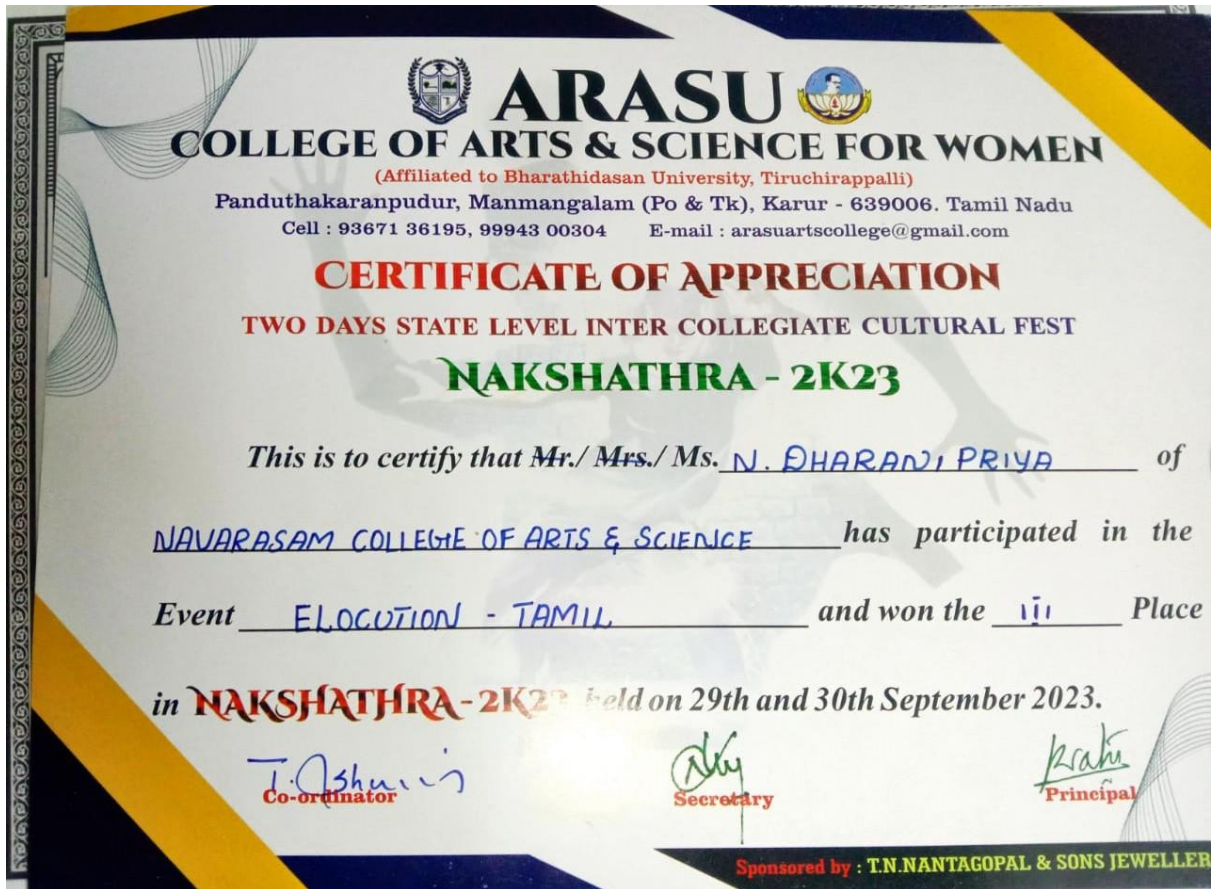 ARASU
COLLEGE OF ARTS & SCIENCE FOR WOMEN
(Affiliated to Bharathidasan University, Tiruchirappalli)
Panduthakaranpudur, Manmangalam (Po & Tk), Karur - 639006. Tamil Nadu
Cell : 93671 36195, 99943 00304 E-mail : arasuartscollege@gmail.com
CERTIFICATE OF APPRECIATION
TWO DAYS STATE LEVEL INTER COLLEGIATE CULTURAL FEST
NAKSHATHRA - 2K23
This is to certify that Mr./ Mrs./ Ms. N. DHARANI PRIYA of
NAVARASAM COLLEGE OF ARTS & SCIENCE has participated in the
Event ELOCUTION - TAMIL and won the III Place
in NAKSHATHRA - 2K23 held on 29th and 30th September 2023.
Co-ordinator Secretary Principal
Sponsored by : T.N.NANTAGOPAL & SONS JEWELLER